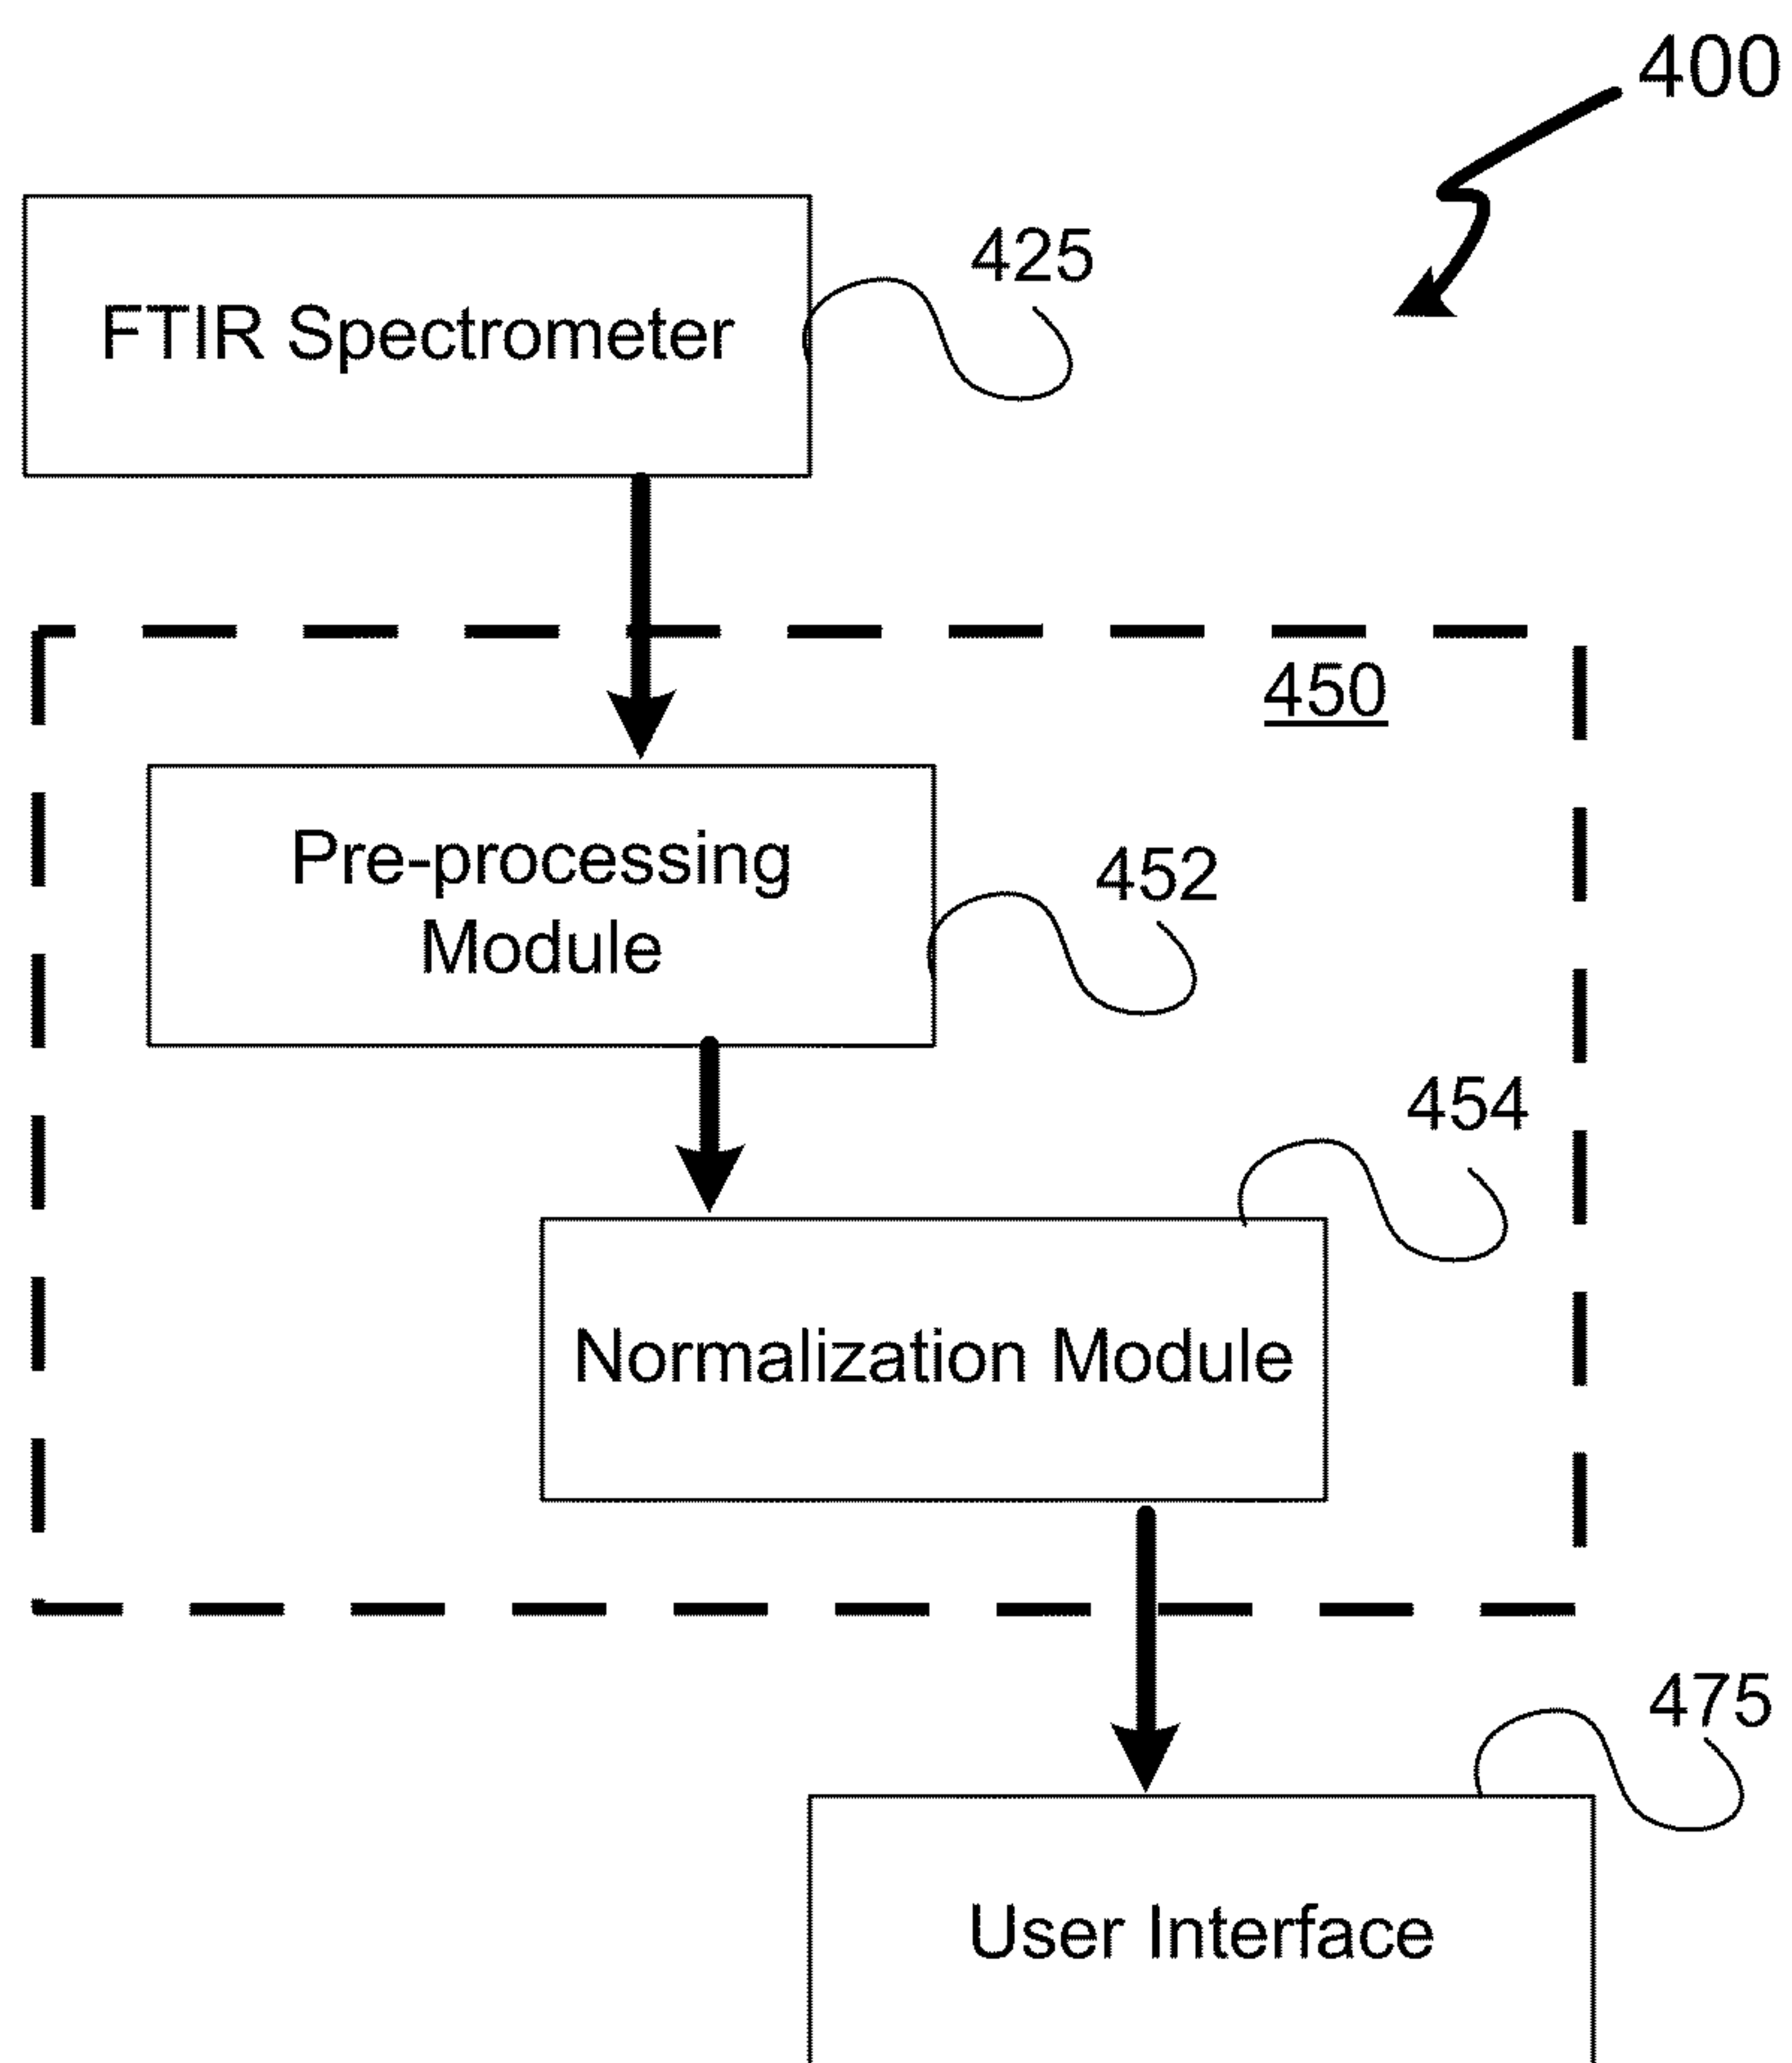 400
425
FTIR Spectrometer
450
Pre-processing
Module
452
454
Normalization Module
475
User Interface